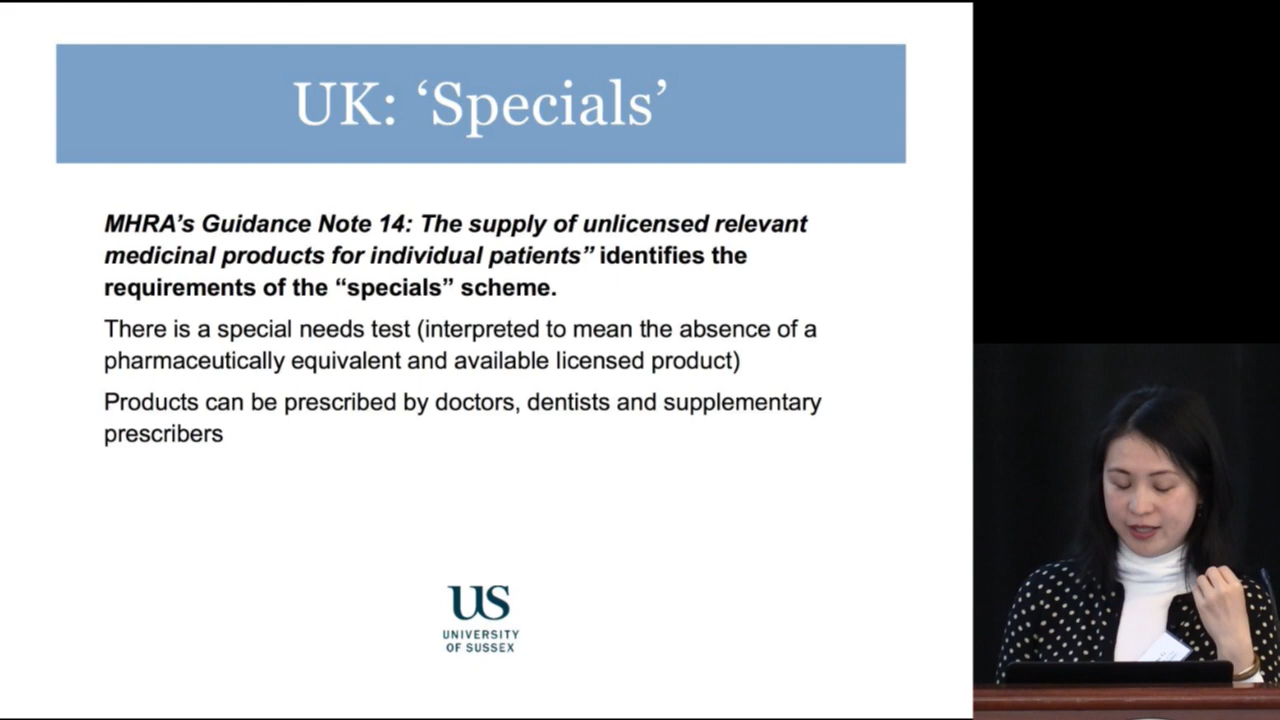 UK: ‘Specials’
MHRA’s Guidance Note 14: The supply of unlicensed relevant
medicinal products for individual patients” identifies the
requirements of the “specials” scheme.
There is a special needs test (interpreted to mean the absence of a
pharmaceutically equivalent and available licensed product)
Products can be prescribed by doctors, dentists and supplementary
prescribers
US
UNIVERSITY
OF SUSSEX